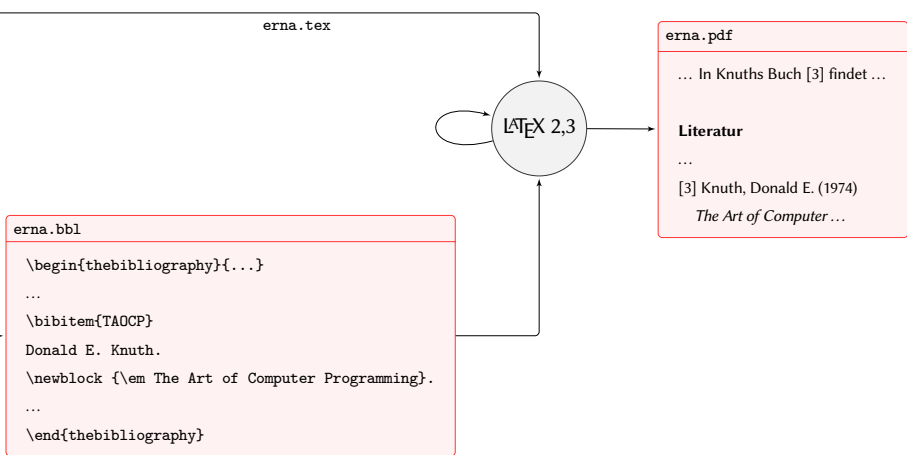 erna.tex
erna.pdf
… In Knuths Buch [3] findet …
Literatur
…
[3] Knuth, Donald E. (1974)
The Art of Computer …
LATEX 2,3
erna.bbl
\begin{thebibliography}{...}
…
\bibitem{TAOCP}
Donald E. Knuth.
\newblock {\em The Art of Computer Programming}.
…
\end{thebibliography}